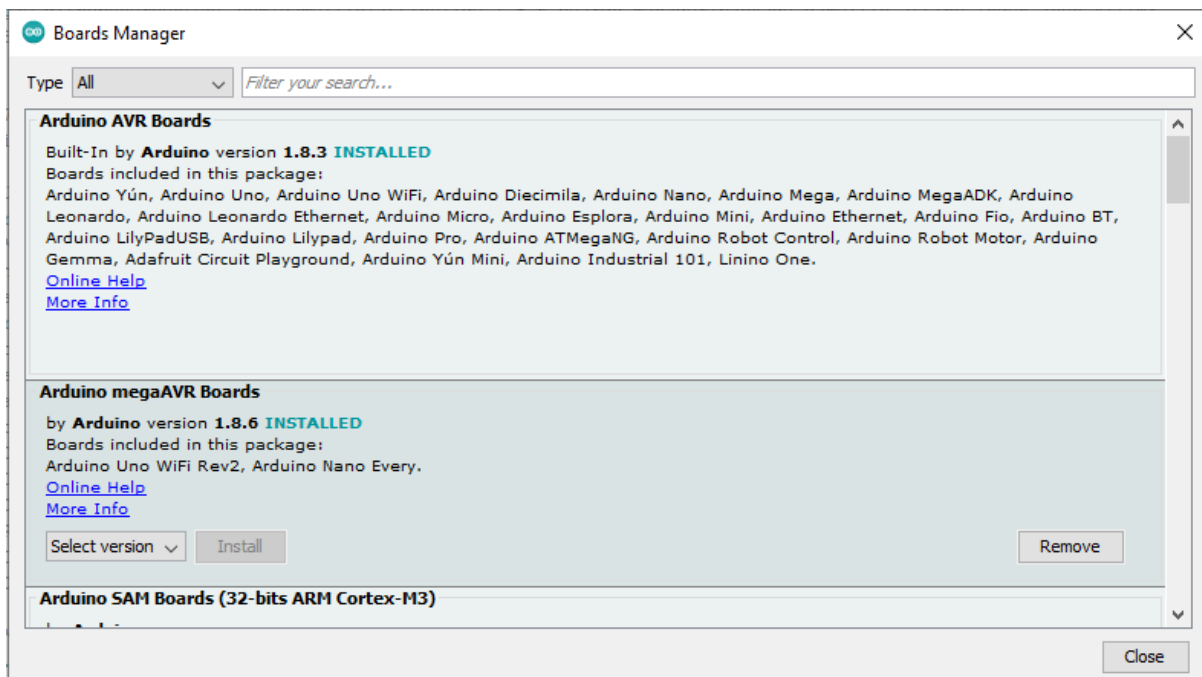 Boards Manager
Type All Filter your search...
Arduino AVR Boards
Built-In by Arduino version 1.8.3 INSTALLED
Boards included in this package:
Arduino Yún, Arduino Uno, Arduino Uno WiFi, Arduino Diecimila, Arduino Nano, Arduino Mega, Arduino MegaADK, Arduino
Leonardo, Arduino Leonardo Ethernet, Arduino Micro, Arduino Esplora, Arduino Mini, Arduino Ethernet, Arduino Fio, Arduino BT,
Arduino LilyPadUSB, Arduino Lilypad, Arduino Pro, Arduino ATMegaNG, Arduino Robot Control, Arduino Robot Motor, Arduino
Gemma, Adafruit Circuit Playground, Arduino Yún Mini, Arduino Industrial 101, Linino One.
Online Help
More Info
Arduino megaAVR Boards
by Arduino version 1.8.6 INSTALLED
Boards included in this package:
Arduino Uno WiFi Rev2, Arduino Nano Every.
Online Help
More Info
Select version Install Remove
Arduino SAM Boards (32-bits ARM Cortex-M3)
Close